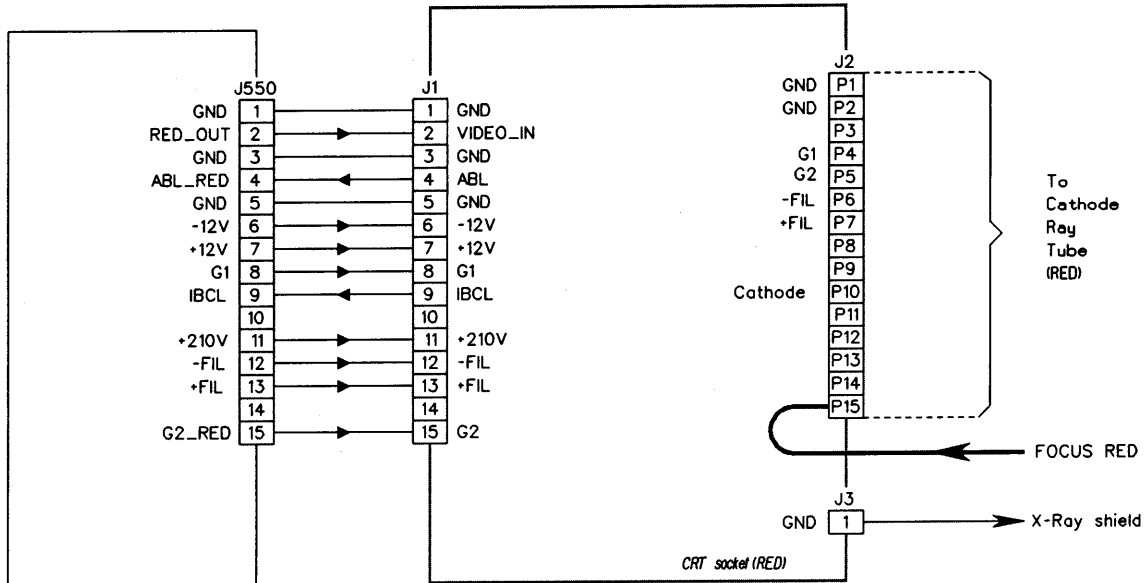 J550
J1
J2
GND 1 1 GND
RED_OUT 2 2 VIDEO_IN
GND 3 3 GND
ABL_RED 4 4 ABL
GND 5 5 GND
-12V 6 6 -12V
+12V 7 7 +12V
G1 8 8 G1
IBCL 9 9 IBCL
10 10
+210V 11 11 +210V
-FIL 12 12 -FIL
+FIL 13 13 +FIL
14 14
G2_RED 15 15 G2
GND P1
GND P2
P3
G1 P4
G2 P5
-FIL P6
+FIL P7
P8
P9
Cathode P10
P11
P12
P13
P14
P15
To
Cathode
Ray
Tube
(RED)
FOCUS RED
J3
GND 1 X-Ray shield
CRT socket (RED)